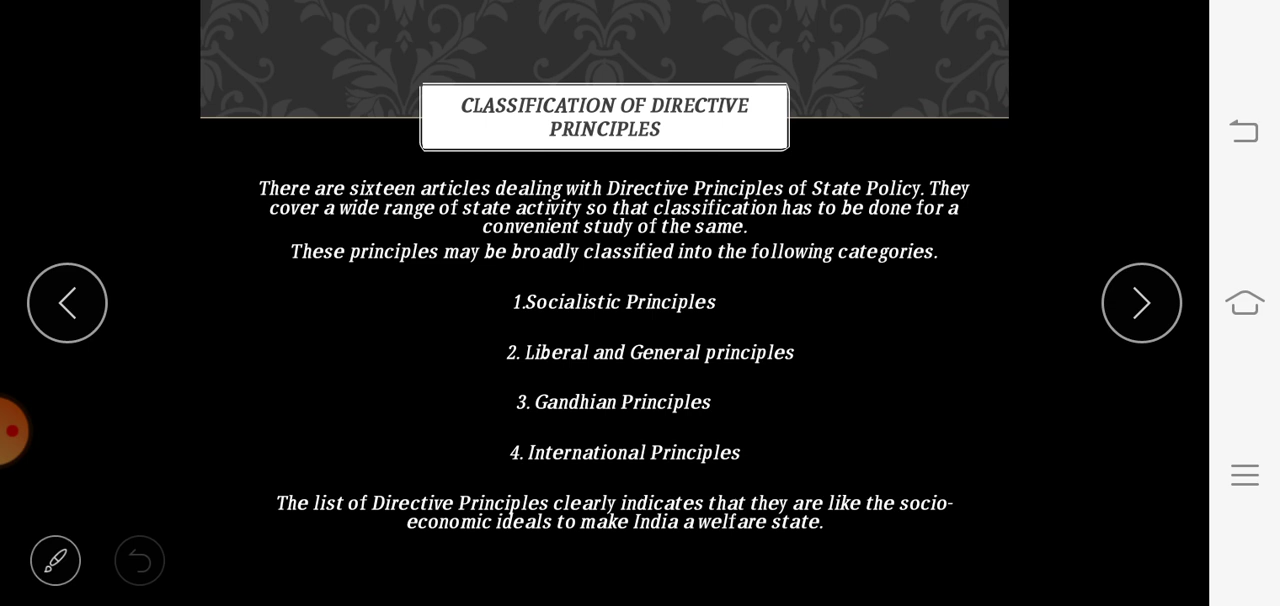 CLASSIFICATION OF DIRECTIVE
PRINCIPLES
There are sixteen articles dealing with Directive Principles of State Policy. They
cover a wide range of state activity so that classification has to be done for a
convenient study of the same.
These principles may be broadly classified into the following categories.
1.Socialistic Principles
2. Liberal and General principles
3. Gandhian Principles
4. International Principles
The list of Directive Principles clearly indicates that they are like the socio-
economic ideals to make India a welfare state.